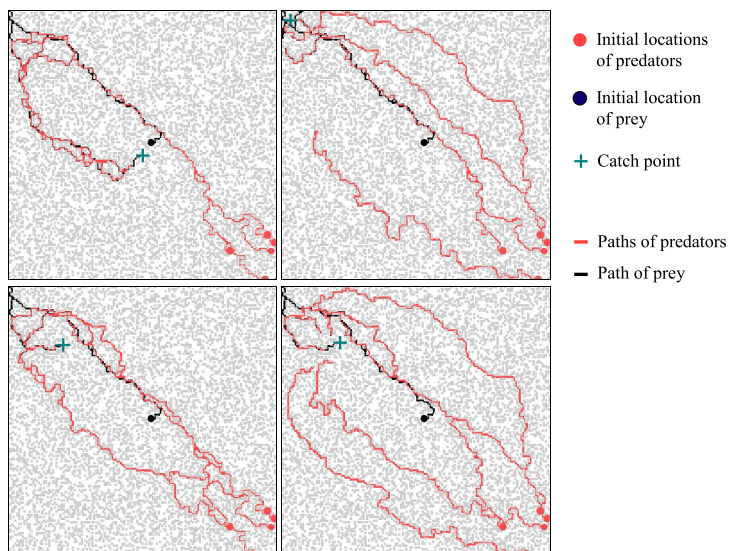 Initial locations
of predators
Initial location
of prey
Catch point
Paths of predators
Path of prey